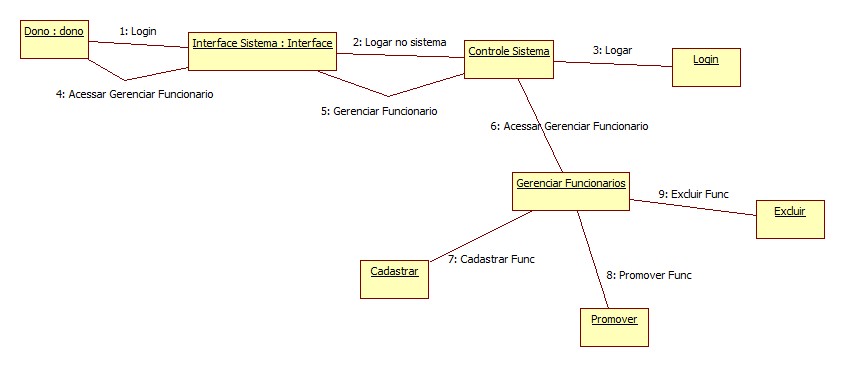 Dono : dono
1: Login
Interface Sistema : Interface
2: Logar no sistema
Controle Sistema
3: Logar
Login
4: Acessar Gerenciar Funcionario
5: Gerenciar Funcionario
6: Acessar Gerenciar Funcionario
Gerenciar Funcionarios
9: Excluir Func
Excluir
7: Cadastrar Func
Cadastrar
8: Promover Func
Promover